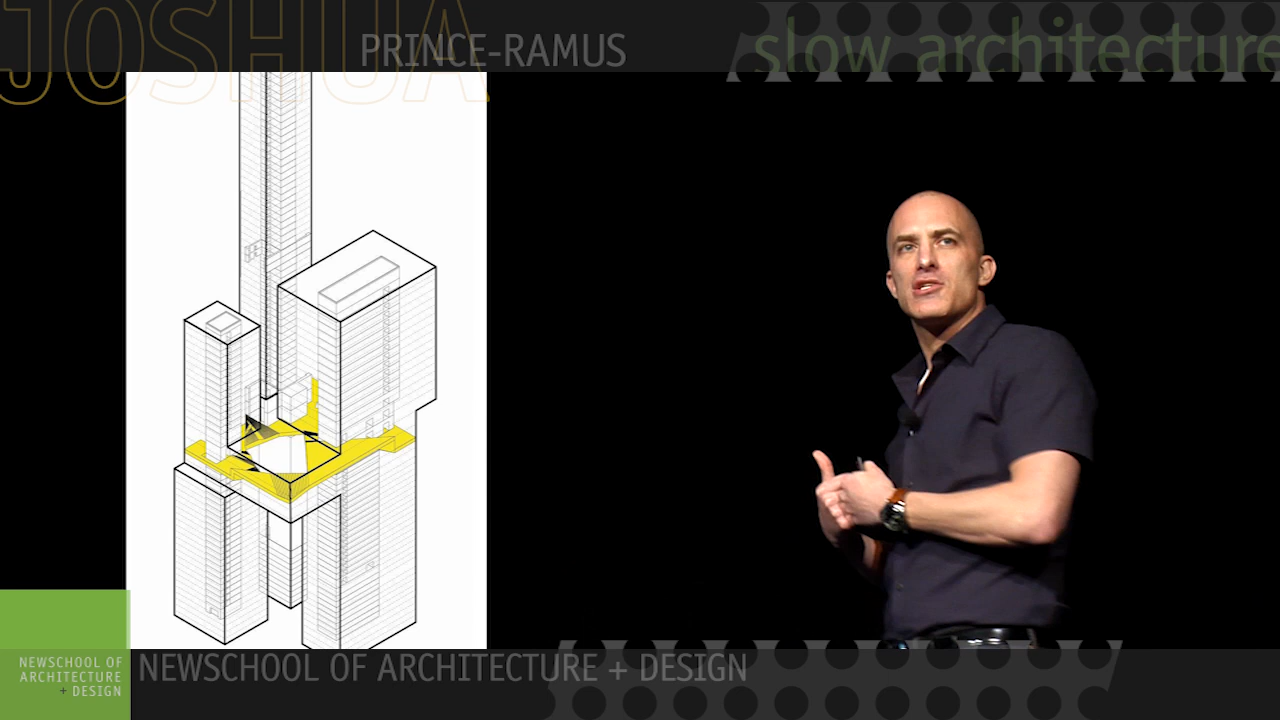 JOSHUA
PRINCE-RAMUS
slow architecture
NEWSCHOOL OF
ARCHITECTURE
+ DESIGN
NEWSCHOOL OF ARCHITECTURE + DESIGN